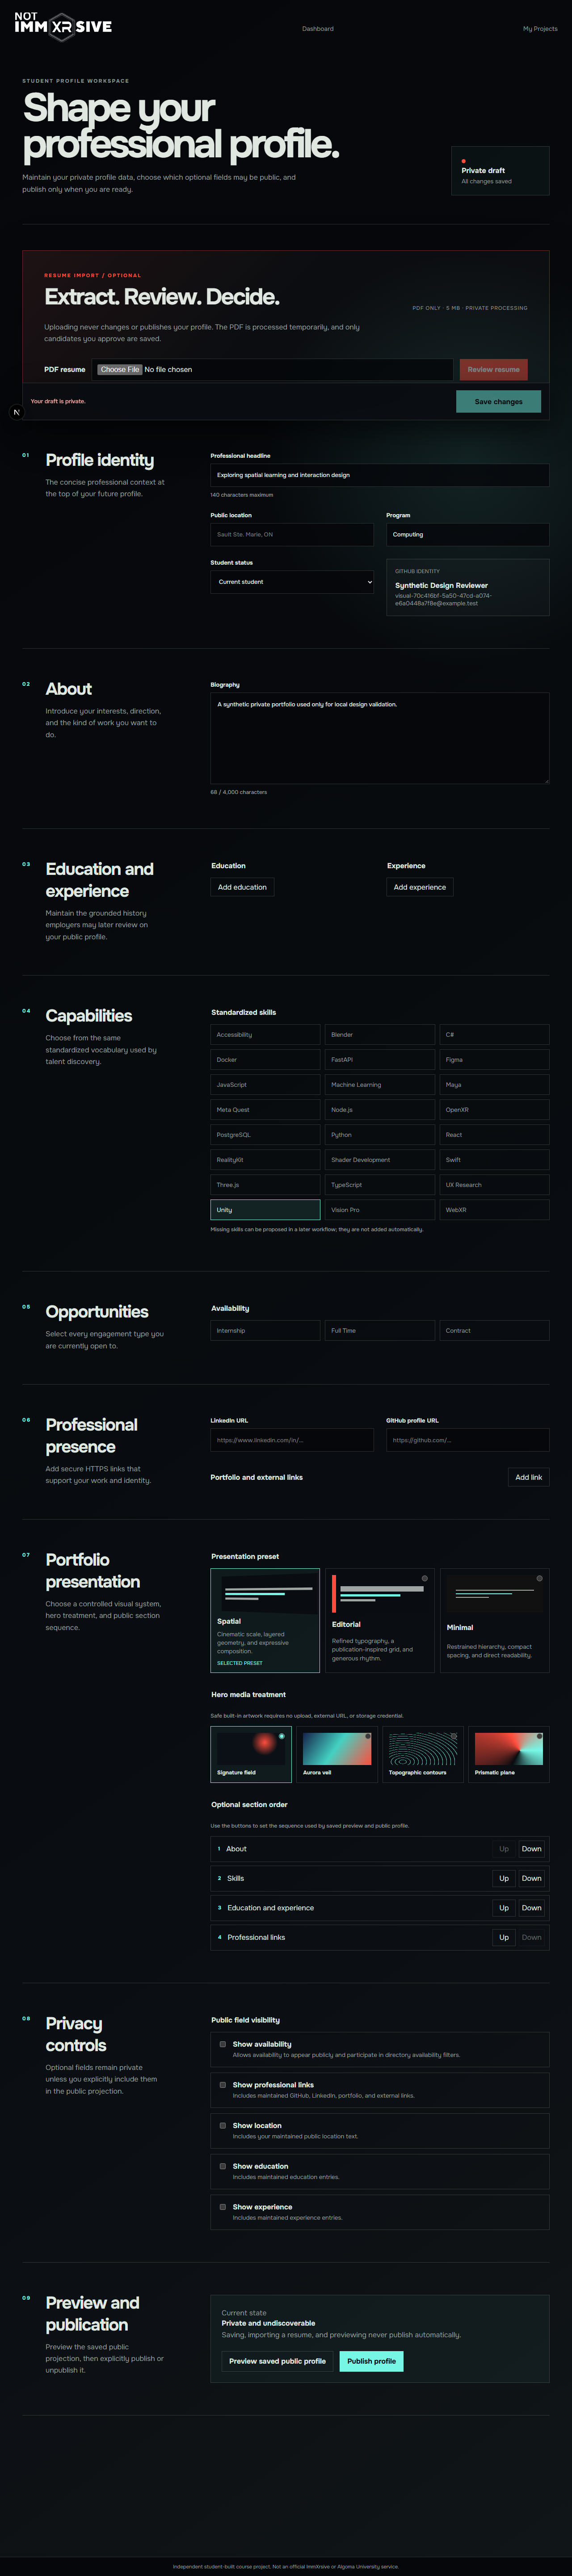 NOT
IMMXRSIVE
Dashboard
My Projects
STUDENT PROFILE WORKSPACE
Shape your
professional profile.
Maintain your private profile data, choose which optional fields may be public, and
publish only when you are ready.
Private draft
All changes saved
RESUME IMPORT / OPTIONAL
Extract. Review. Decide.
PDF ONLY · 5 MB · PRIVATE PROCESSING
Uploading never changes or publishes your profile. The PDF is processed temporarily, and only
candidates you approve are saved.
PDF resume
Choose File No file chosen
Review resume
Your draft is private.
Save changes
N
01
Profile identity
The concise professional context at
the top of your future profile.
Professional headline
Exploring spatial learning and interaction design
140 characters maximum
Public location
Sault Ste. Marie, ON
Program
Computing
Student status
Current student
GITHUB IDENTITY
Synthetic Design Reviewer
visual-70c416bf-5a50-47cd-a074-
e6a0448a7f8e@example.test
02
About
Introduce your interests, direction,
and the kind of work you want to
do.
Biography
A synthetic private portfolio used only for local design validation.
68 / 4,000 characters
03
Education and
experience
Maintain the grounded history
employers may later review on
your public profile.
Education
Add education
Experience
Add experience
04
Capabilities
Choose from the same
standardized vocabulary used by
talent discovery.
Standardized skills
Accessibility
Blender
C#
Docker
FastAPI
Figma
JavaScript
Machine Learning
Maya
Meta Quest
Node.js
OpenXR
PostgreSQL
Python
React
RealityKit
Shader Development
Swift
Three.js
TypeScript
UX Research
Unity
Vision Pro
WebXR
Missing skills can be proposed in a later workflow; they are not added automatically.
05
Opportunities
Select every engagement type you
are currently open to.
Availability
Internship
Full Time
Contract
06
Professional
presence
Add secure HTTPS links that
support your work and identity.
LinkedIn URL
https://www.linkedin.com/in/...
GitHub profile URL
https://github.com/...
Portfolio and external links
Add link
07
Portfolio
presentation
Choose a controlled visual system,
hero treatment, and public section
sequence.
Presentation preset
Spatial
Cinematic scale, layered
geometry, and expressive
composition.
SELECTED PRESET
Editorial
Refined typography, a
publication-inspired grid, and
generous rhythm.
Minimal
Restrained hierarchy, compact
spacing, and direct readability.
Hero media treatment
Safe built-in artwork requires no upload, external URL, or storage credential.
Signature field
Aurora veil
Topographic contours
Prismatic plane
Optional section order
Use the buttons to set the sequence used by saved preview and public profile.
1 About Up Down
2 Skills Up Down
3 Education and experience Up Down
4 Professional links Up Down
08
Privacy
controls
Optional fields remain private
unless you explicitly include them
in the public projection.
Public field visibility
Show availability
Allows availability to appear publicly and participate in directory availability filters.
Show professional links
Includes maintained GitHub, LinkedIn, portfolio, and external links.
Show location
Includes your maintained public location text.
Show education
Includes maintained education entries.
Show experience
Includes maintained experience entries.
09
Preview and
publication
Preview the saved public
projection, then explicitly publish or
unpublish it.
Current state
Private and undiscoverable
Saving, importing a resume, and previewing never publish automatically.
Preview saved public profile
Publish profile
Independent student-built course project. Not an official ImmXrsive or Algoma University service.